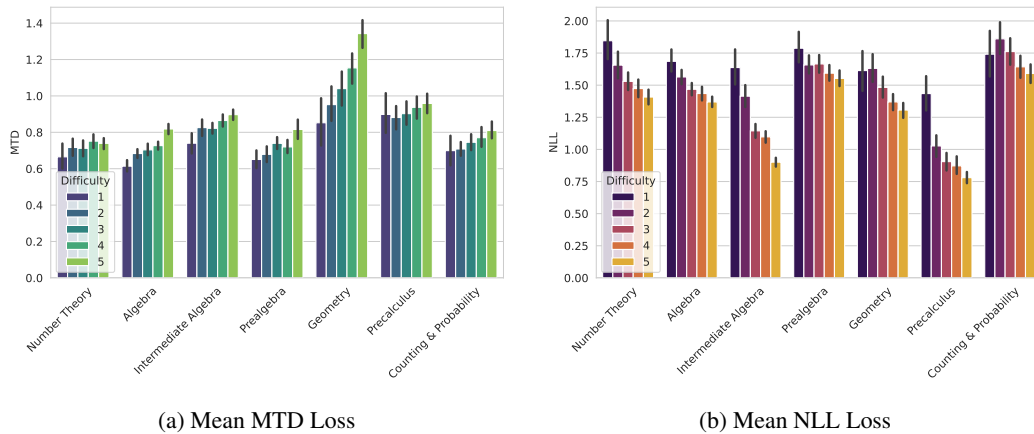 1.4
1.2
1.0
0.8
0.6
0.4
0.2
0.0
MTD
Difficulty
1
2
3
4
5
Number Theory
Algebra
Intermediate Algebra
Prealgebra
Geometry
Precalculus
Counting & Probability
(a) Mean MTD Loss
2.00
1.75
1.50
1.25
1.00
0.75
0.50
0.25
0.00
NLL
Difficulty
1
2
3
4
5
Number Theory
Algebra
Intermediate Algebra
Prealgebra
Geometry
Precalculus
Counting & Probability
(b) Mean NLL Loss